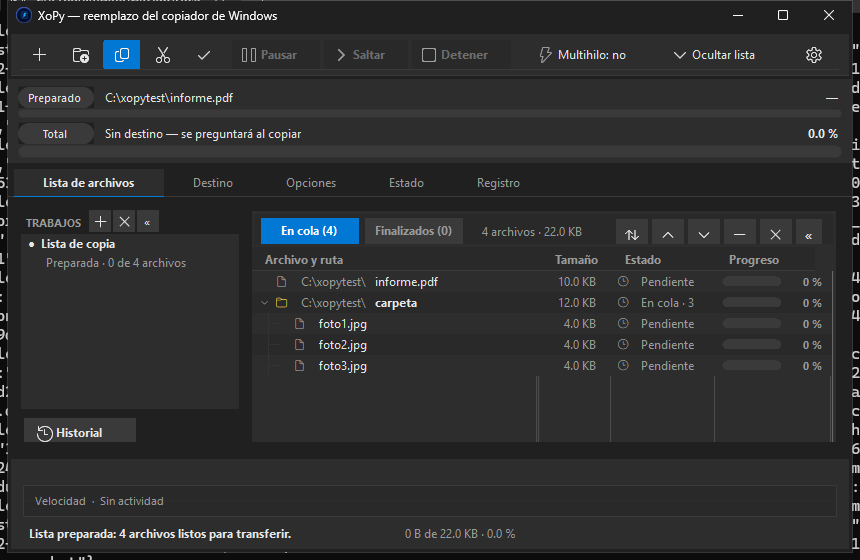 XoPy — reemplazo del copiador de Windows
Pausar Saltar Detener Multihilo: no Ocultar lista
Preparado C:\xopytest\informe.pdf —
Total Sin destino — se preguntará al copiar 0.0 %
Lista de archivos Destino Opciones Estado Registro
TRABAJOS + × «
En cola (4) Finalizados (0) 4 archivos · 22.0 KB «
Lista de copia
Preparada · 0 de 4 archivos
Archivo y ruta Tamaño Estado Progreso
C:\xopytest\ informe.pdf 10.0 KB Pendiente 0 %
C:\xopytest\ carpeta 12.0 KB En cola · 3 0 %
foto1.jpg 4.0 KB Pendiente 0 %
foto2.jpg 4.0 KB Pendiente 0 %
foto3.jpg 4.0 KB Pendiente 0 %
Historial
Velocidad · Sin actividad
Lista preparada: 4 archivos listos para transferir. 0 B de 22.0 KB · 0.0 %